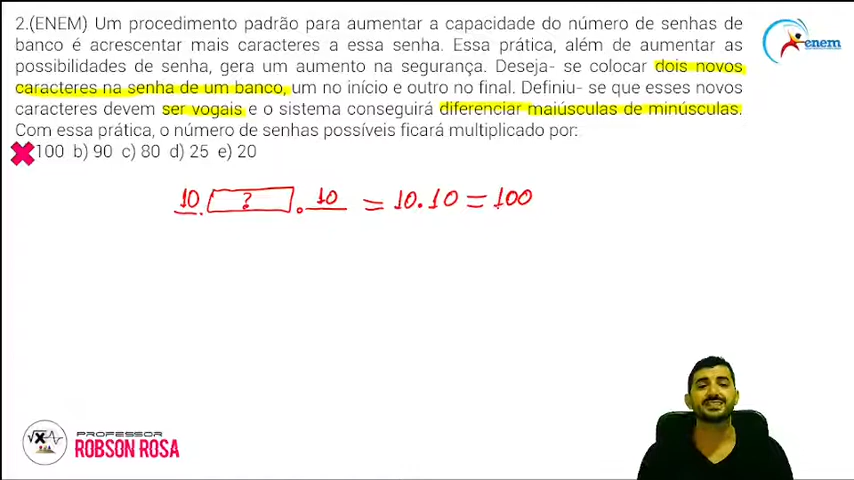 2.(ENEM) Um procedimento padrão para aumentar a capacidade do número de senhas de
banco é acrescentar mais caracteres a essa senha. Essa prática, além de aumentar as
possibilidades de senha, gera um aumento na segurança. Deseja- se colocar dois novos
caracteres na senha de um banco, um no início e outro no final. Definiu- se que esses novos
caracteres devem ser vogais e o sistema conseguirá diferenciar maiúsculas de minúsculas.
Com essa prática, o número de senhas possíveis ficará multiplicado por:
100 b) 90 c) 80 d) 25 e) 20
enem
10 . ? . 10 = 10.10 = 100
√x
PROFESSOR
ROBSON ROSA